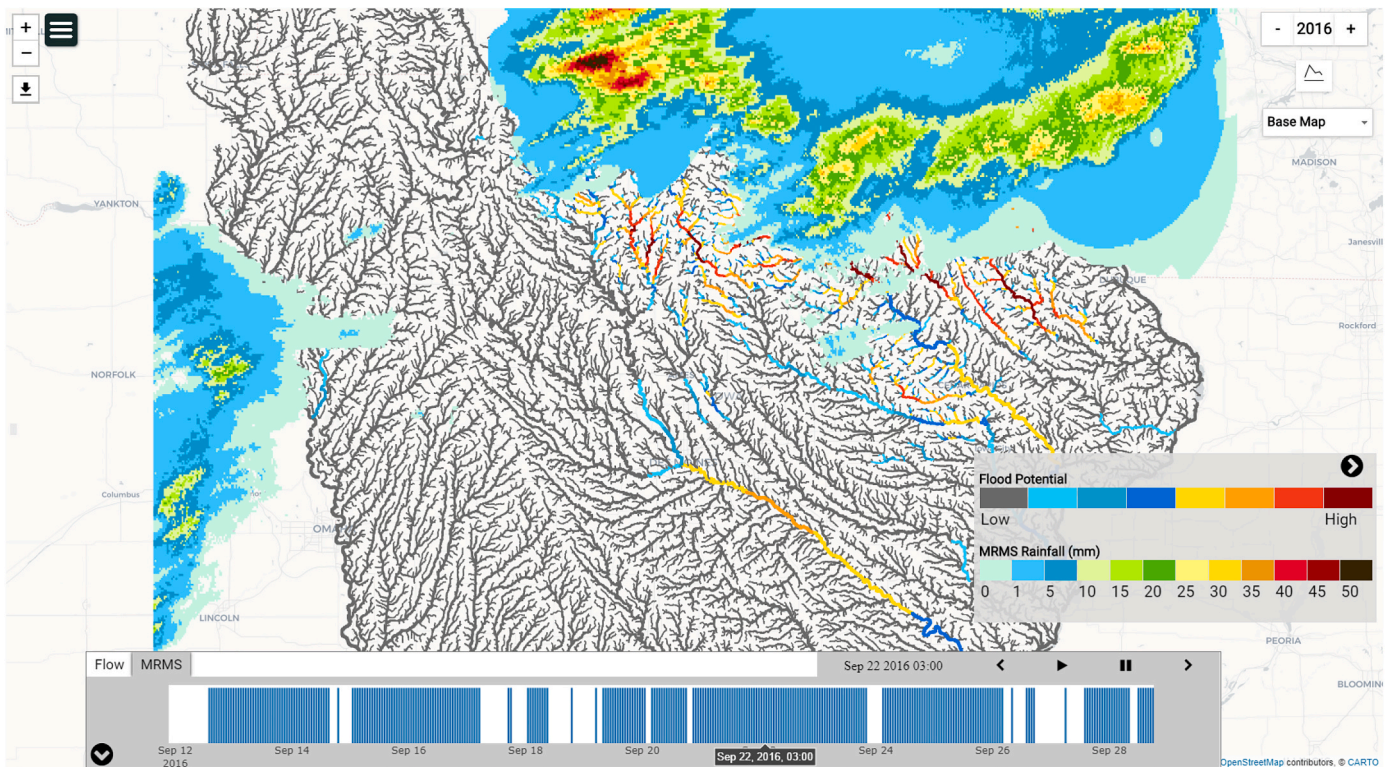 +
−
- 2016 +
Base Map
MADISON
YANKTON
Janesvill
DUBUQUE
Rockford
NORFOLK
CEDAR
Columbus
OMAHA
Flood Potential
Low High
MRMS Rainfall (mm)
0 1 5 10 15 20 25 30 35 40 45 50
LINCOLN
PEORIA
Flow MRMS Sep 22 2016 03:00
BLOOMING
Sep 12 Sep 14 Sep 16 Sep 18 Sep 20 Sep 24 Sep 26 Sep 28
2016
Sep 22, 2016, 03:00
OpenStreetMap contributors, © CARTO